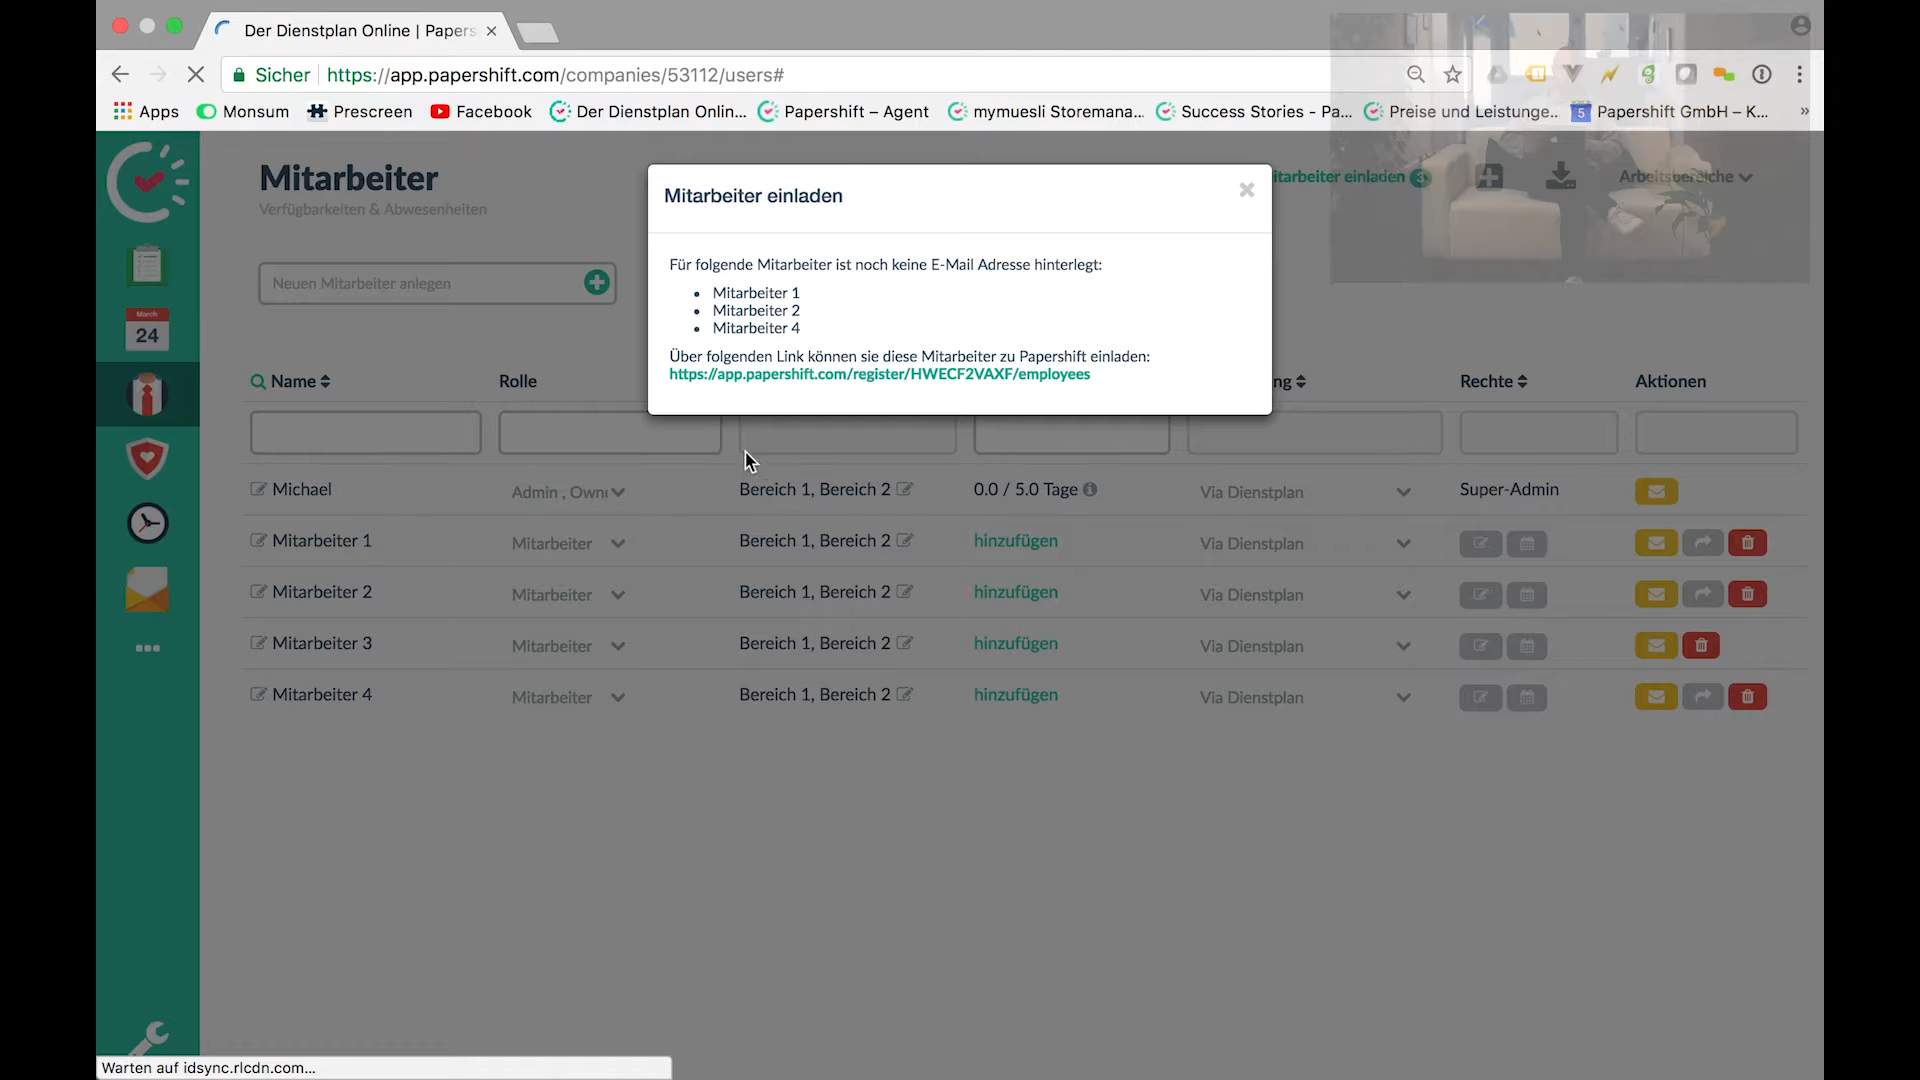 Der Dienstplan Online | Papers
Sicher
https://app.papershift.com/companies/53112/users#
Apps
Monsum
Prescreen
Facebook
Der Dienstplan Onlin...
Papershift – Agent
mymuesli Storemana...
Success Stories - Pa...
Preise und Leistunge...
5
Papershift GmbH – K...
»
Mitarbeiter
Verfügbarkeiten & Abwesenheiten
Mitarbeiter einladen
itarbeiter einladen 3
Arbeitsbereiche
Für folgende Mitarbeiter ist noch keine E-Mail Adresse hinterlegt:
Mitarbeiter 1
Mitarbeiter 2
Mitarbeiter 4
Über folgenden Link können sie diese Mitarbeiter zu Papershift einladen:
https://app.papershift.com/register/HWECF2VAXF/employees
Neuen Mitarbeiter anlegen
March
24
Name
Rolle
ng
Rechte
Aktionen
Michael
Admin , Own
Bereich 1, Bereich 2
0.0 / 5.0 Tage
Via Dienstplan
Super-Admin
Mitarbeiter 1
Mitarbeiter
Bereich 1, Bereich 2
hinzufügen
Via Dienstplan
Mitarbeiter 2
Mitarbeiter
Bereich 1, Bereich 2
hinzufügen
Via Dienstplan
Mitarbeiter 3
Mitarbeiter
Bereich 1, Bereich 2
hinzufügen
Via Dienstplan
Mitarbeiter 4
Mitarbeiter
Bereich 1, Bereich 2
hinzufügen
Via Dienstplan
Warten auf idsync.rlcdn.com...